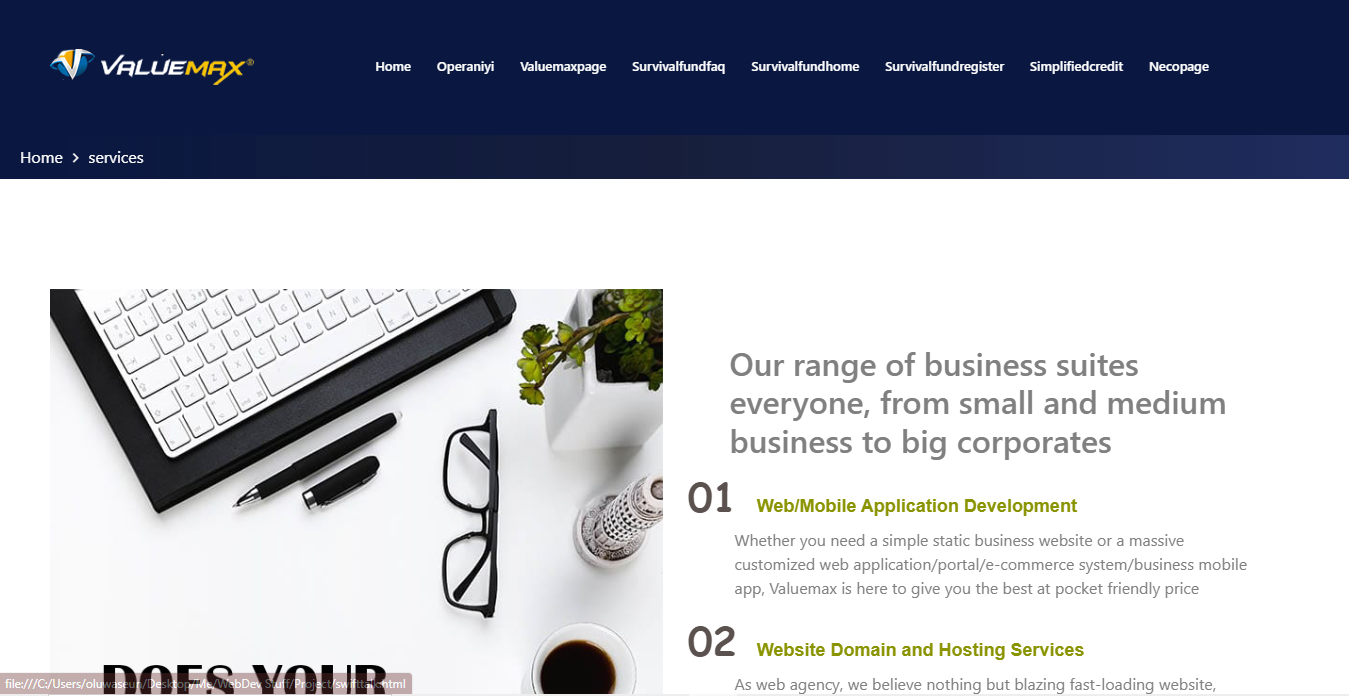 VALUEMAX®
Home Operaniyi Valuemaxpage Survivalfundfaq Survivalfundhome Survivalfundregister Simplifiedcredit Necopage
Home > services
Our range of business suites
everyone, from small and medium
business to big corporates
01 Web/Mobile Application Development
Whether you need a simple static business website or a massive
customized web application/portal/e-commerce system/business mobile
app, Valuemax is here to give you the best at pocket friendly price
02 Website Domain and Hosting Services
As web agency, we believe nothing but blazing fast-loading website,
DOES YOUR
file:///C:/Users/oluwaseun/Desktop/Me/WebDev Stuff/Project/swifttalk.html